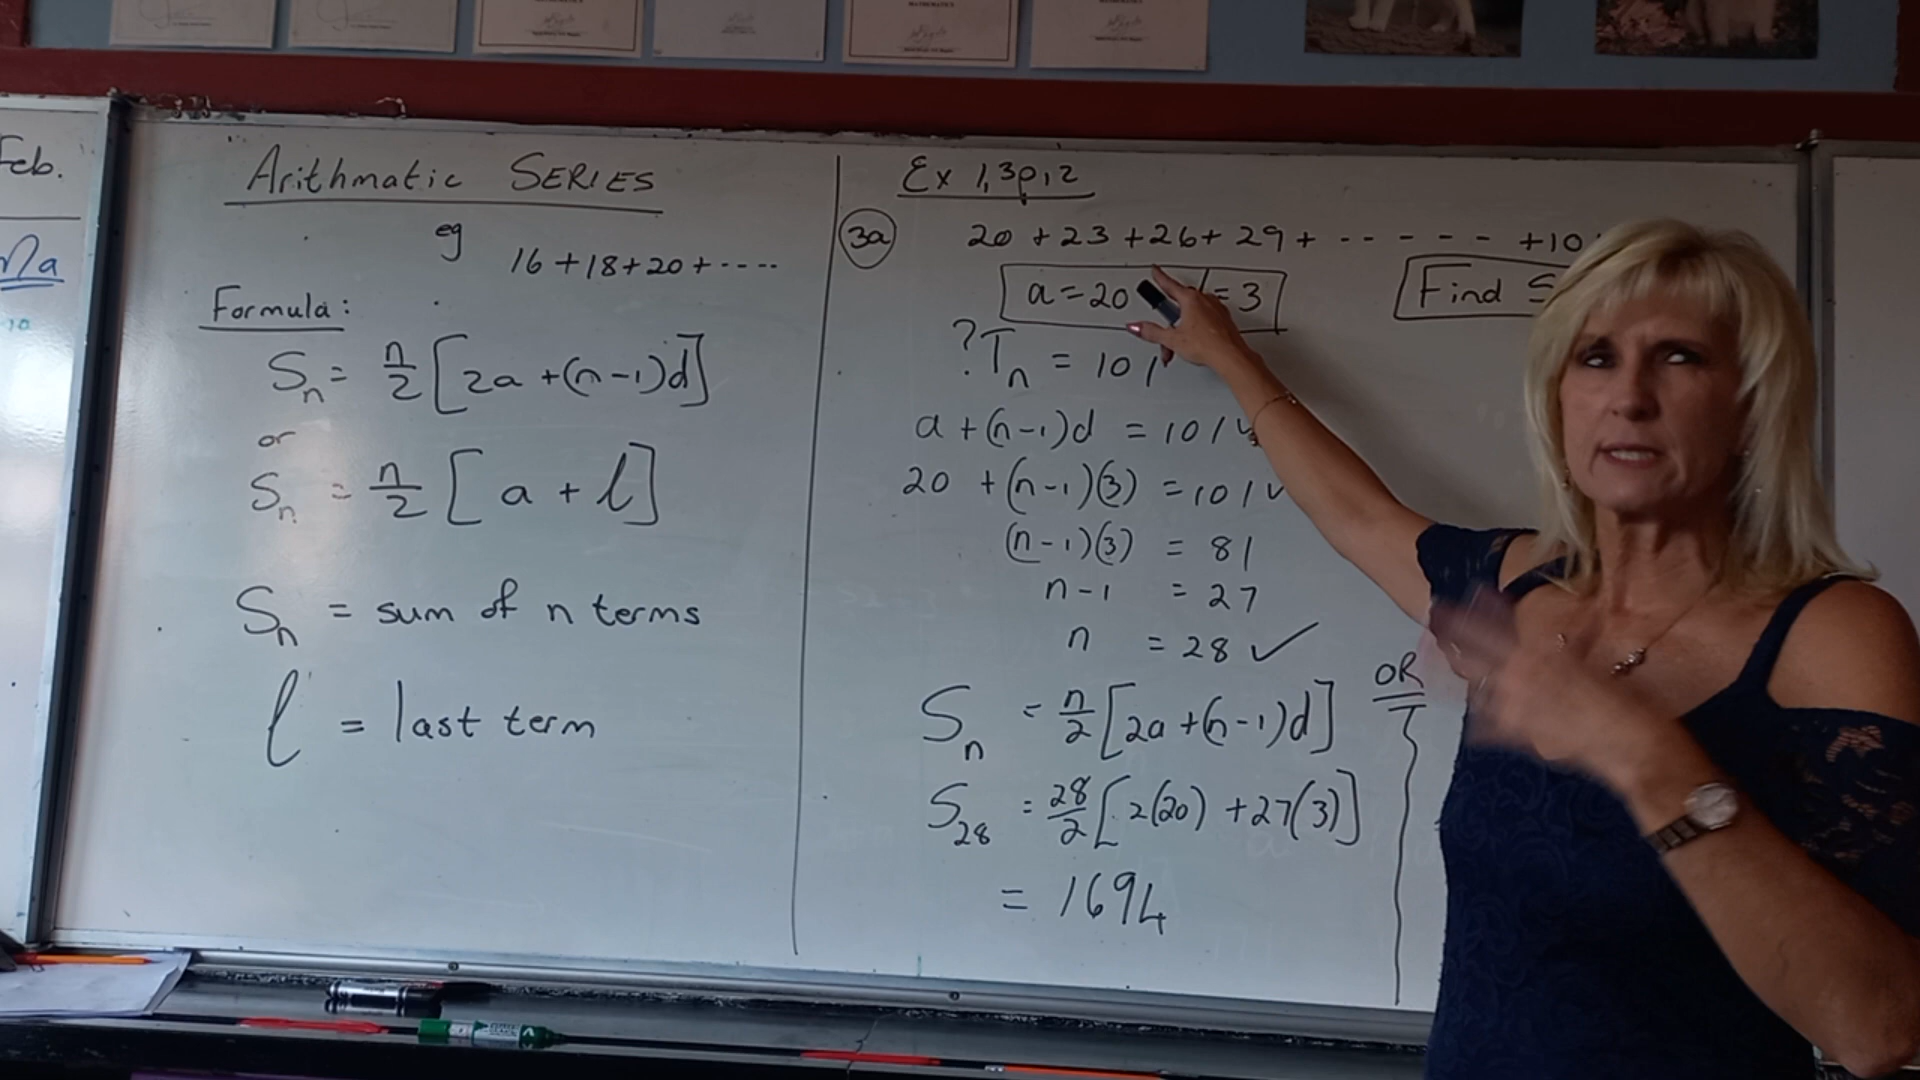 Feb.
Arithmatic SERIES
eg 16 + 18 + 20 + ----
Formula:
Sn = n/2 [2a + (n-1)d]
or
Sn = n/2 [a + l]
Sn = sum of n terms
l = last term
Ex 1,3 p,12
3a 20 + 23 + 26 + 29 + ------ + 10
a = 20 = 3
Find S
? Tn = 101
a + (n-1)d = 101 ✓
20 + (n-1)(3) = 101 ✓
(n-1)(3) = 81
n-1 = 27
n = 28 ✓
Sn = n/2 [2a + (n-1)d] OR
S28 = 28/2 [2(20) + 27(3)]
= 1694
MATHEMATICS